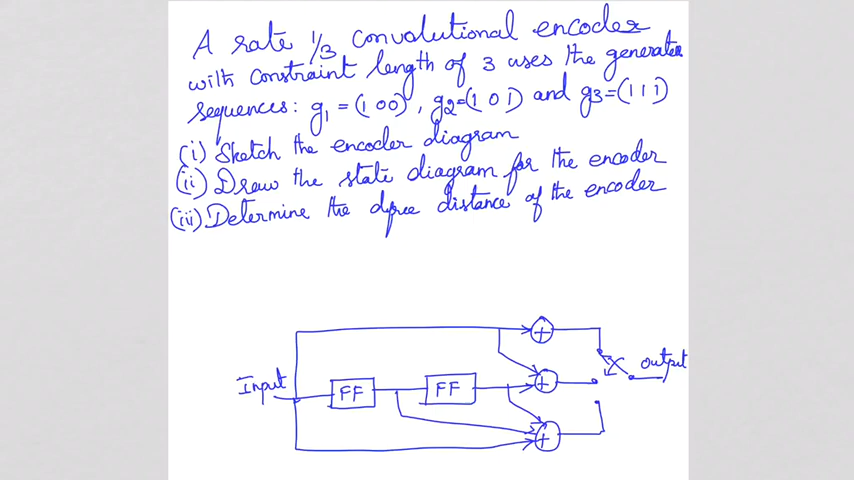 A rate 1/3 convolutional encoder
with constraint length of 3 uses the generator
sequences: g1 = (1 0 0), g2=(1 0 1) and g3=(1 1 1)
(i) Sketch the encoder diagram
(ii) Draw the state diagram for the encoder
(iii) Determine the dfree distance of the encoder
Input
FF
FF
+
+
+
output